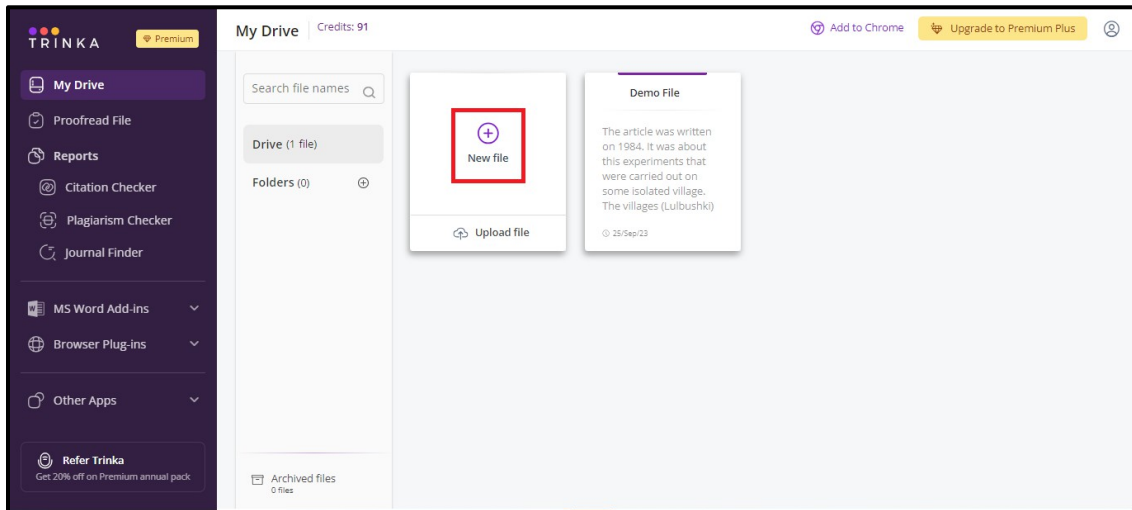 TRINKA
Premium
My Drive
Proofread File
Reports
Citation Checker
Plagiarism Checker
Journal Finder
MS Word Add-ins
Browser Plug-ins
Other Apps
Refer Trinka
Get 20% off on Premium annual pack
My Drive
Credits: 91
Add to Chrome
Upgrade to Premium Plus
Search file names
Drive (1 file)
Folders (0)
Archived files
0 files
New file
Upload file
Demo File
The article was written
on 1984. It was about
this experiments that
were carried out on
some isolated village.
The villages (Lulbushki)
25/Sep/23